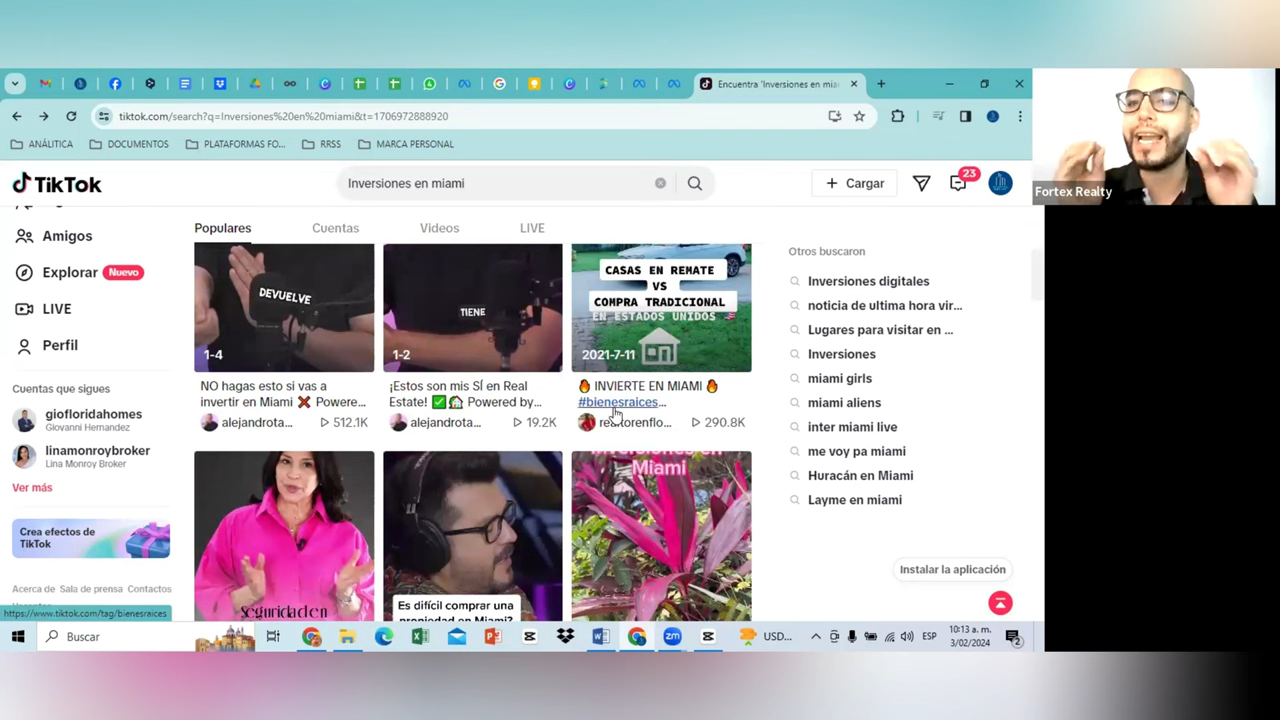 Encuentra 'Inversiones en mia
tiktok.com/search?q=Inversiones%20en%20miami&t=1706972888920
ANÁLITICA
DOCUMENTOS
PLATAFORMAS FO...
RRSS
MARCA PERSONAL
Fortex Realty
TikTok
Inversiones en miami
Cargar
23
Amigos
Explorar
Nuevo
LIVE
Perfil
Cuentas que sigues
giofloridahomes
Giovanni Hernandez
linamonroybroker
Lina Monroy Broker
Ver más
Crea efectos de
TikTok
Acerca de Sala de prensa Contactos
https://www.tiktok.com/tag/bienesraices
Populares
Cuentas
Videos
LIVE
DEVUELVE
1-4
NO hagas esto si vas a
invertir en Miami ❌ Powere...
alejandrota...
512.1K
TIENE
1-2
¡Estos son mis SÍ en Real
Estate! ✅🏠 Powered by...
alejandrota...
19.2K
CASAS EN REMATE
VS
COMPRA TRADICIONAL
EN ESTADOS UNIDOS
2021-7-11
🔥 INVIERTE EN MIAMI 🔥
#bienesraices...
290.8K
Seguridad en
Es difícil comprar una
propiedad en Miami?
Inversiones en
Miami
Otros buscaron
Inversiones digitales
noticia de ultima hora vir...
Lugares para visitar en ...
Inversiones
miami girls
miami aliens
inter miami live
me voy pa miami
Huracán en Miami
Layme en miami
Instalar la aplicación
Buscar
USD...
ESP
10:13 a. m.
3/02/2024
2